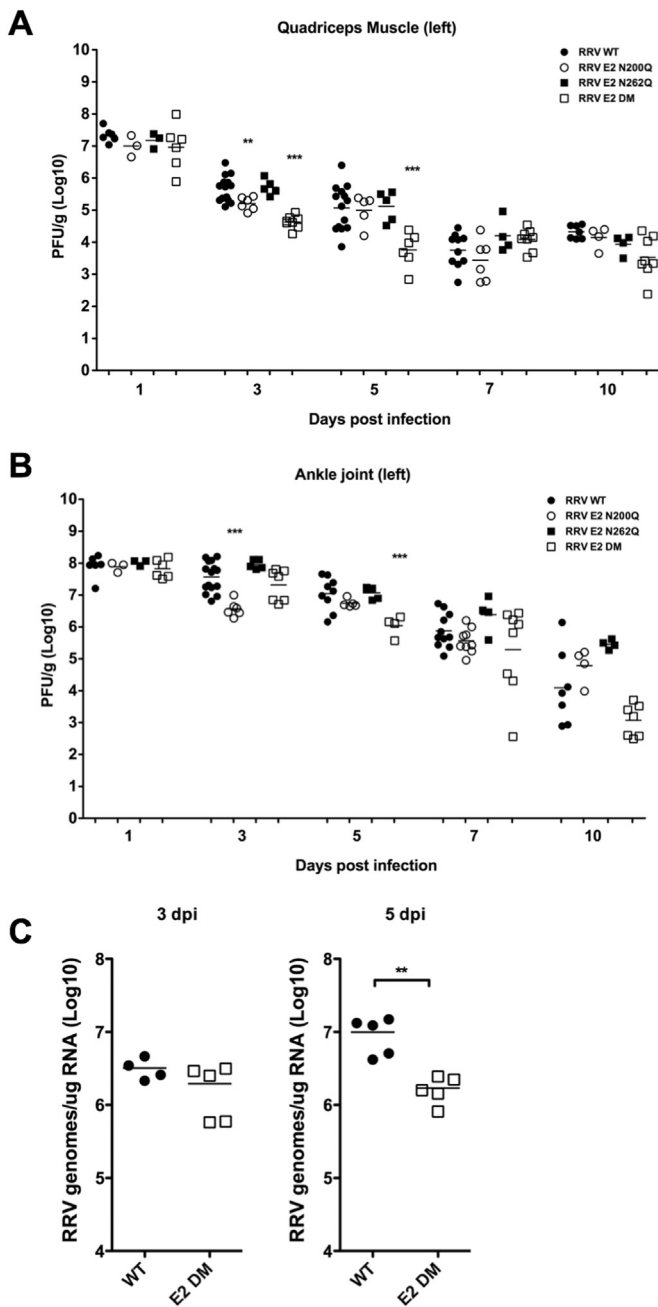 A
Quadriceps Muscle (left)
RRV WT
RRV E2 N200Q
RRV E2 N262Q
RRV E2 DM
PFU/g (Log10)
10
9
8
7
6
5
4
3
2
1
0
** *** ***
1 3 5 7 10
Days post infection
B
Ankle joint (left)
RRV WT
RRV E2 N200Q
RRV E2 N262Q
RRV E2 DM
PFU/g (Log10)
10
9
8
7
6
5
4
3
2
1
0
*** ***
1 3 5 7 10
Days post infection
C
3 dpi
RRV genomes/ug RNA (Log10)
8
7
6
5
4
WT
E2 DM
5 dpi
RRV genomes/ug RNA (Log10)
8
7
6
5
4
**
WT
E2 DM